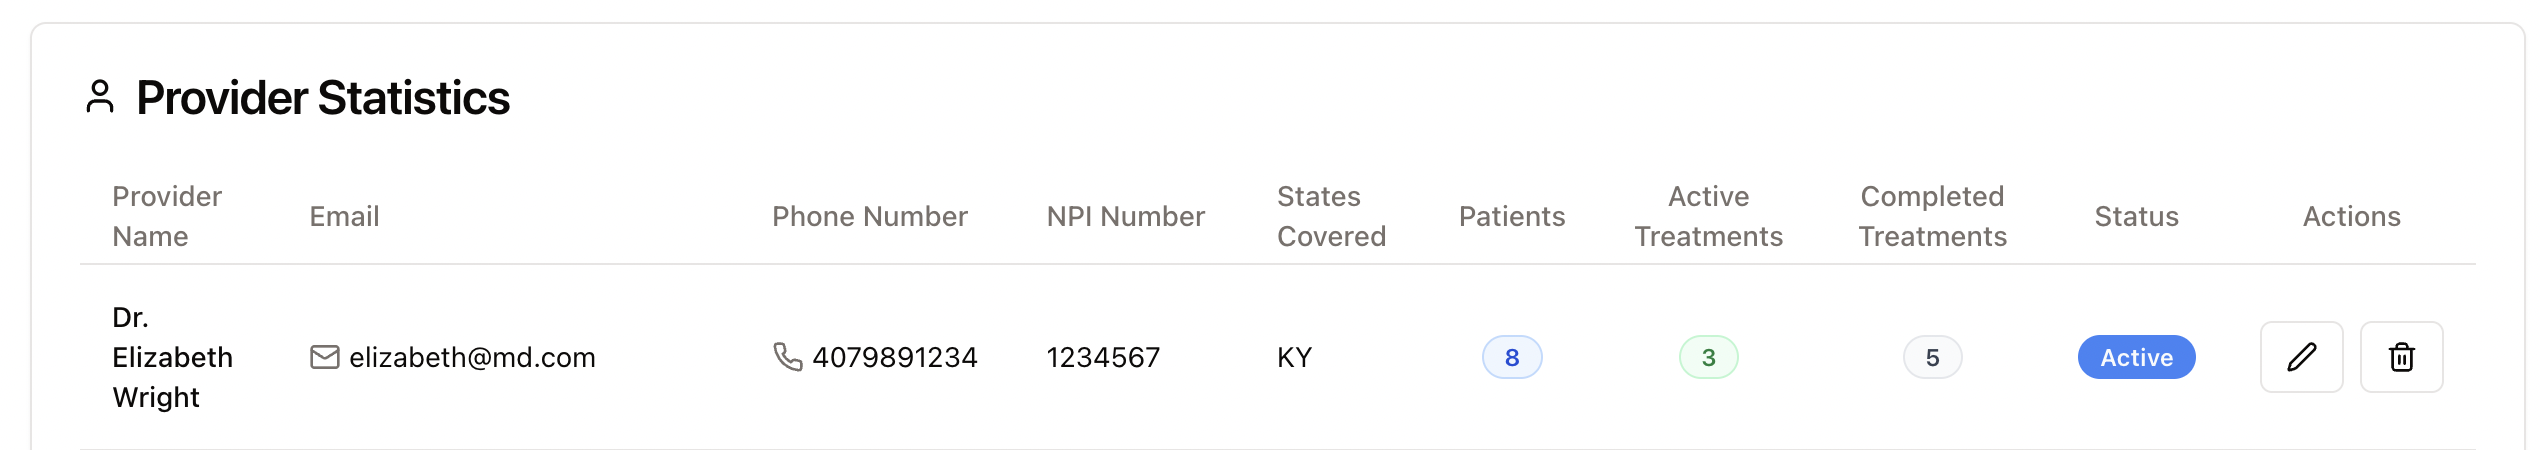 Provider Statistics
Provider Name
Email
Phone Number
NPI Number
States Covered
Patients
Active Treatments
Completed Treatments
Status
Actions
Dr. Elizabeth Wright
elizabeth@md.com
4079891234
1234567
KY
8
3
5
Active